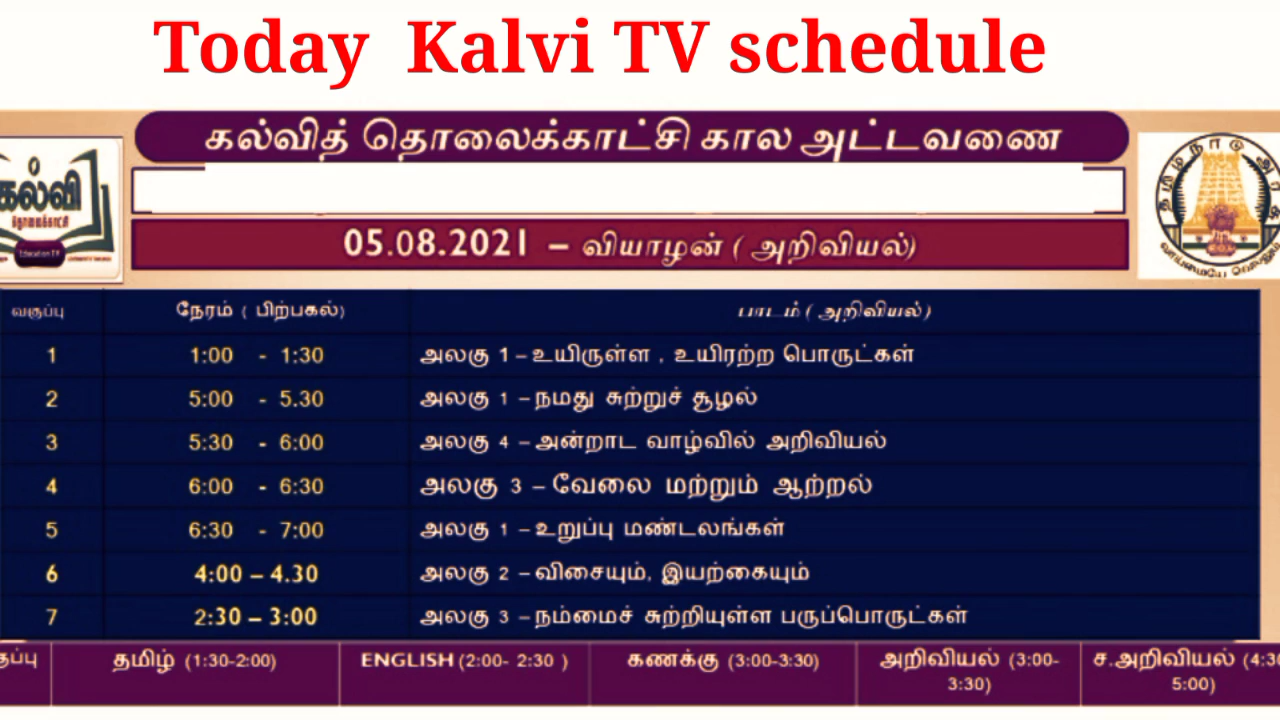 Today Kalvi TV schedule
கல்வித் தொலைக்காட்சி கால அட்டவணை
கல்வி
தொலைக்காட்சி
Education TV
தமிழ்நாடு அரசு
வாய்மையே வெல்லும்
05.08.2021 – வியாழன் ( அறிவியல்)
வகுப்பு நேரம் ( பிற்பகல்) பாடம் ( அறிவியல்)
1 1:00 - 1:30 அலகு 1 – உயிருள்ள , உயிரற்ற பொருட்கள்
2 5:00 - 5.30 அலகு 1 – நமது சுற்றுச் சூழல்
3 5:30 - 6:00 அலகு 4 – அன்றாட வாழ்வில் அறிவியல்
4 6:00 - 6:30 அலகு 3 – வேலை மற்றும் ஆற்றல்
5 6:30 - 7:00 அலகு 1 – உறுப்பு மண்டலங்கள்
6 4:00 – 4.30 அலகு 2 – விசையும், இயற்கையும்
7 2:30 – 3:00 அலகு 3 – நம்மைச் சுற்றியுள்ள பருப்பொருட்கள்
தமிழ் (1:30-2:00) ENGLISH (2:00- 2:30 ) கணக்கு (3:00-3:30) அறிவியல் (3:00- ச.அறிவியல் (4:30
3:30) 5:00)